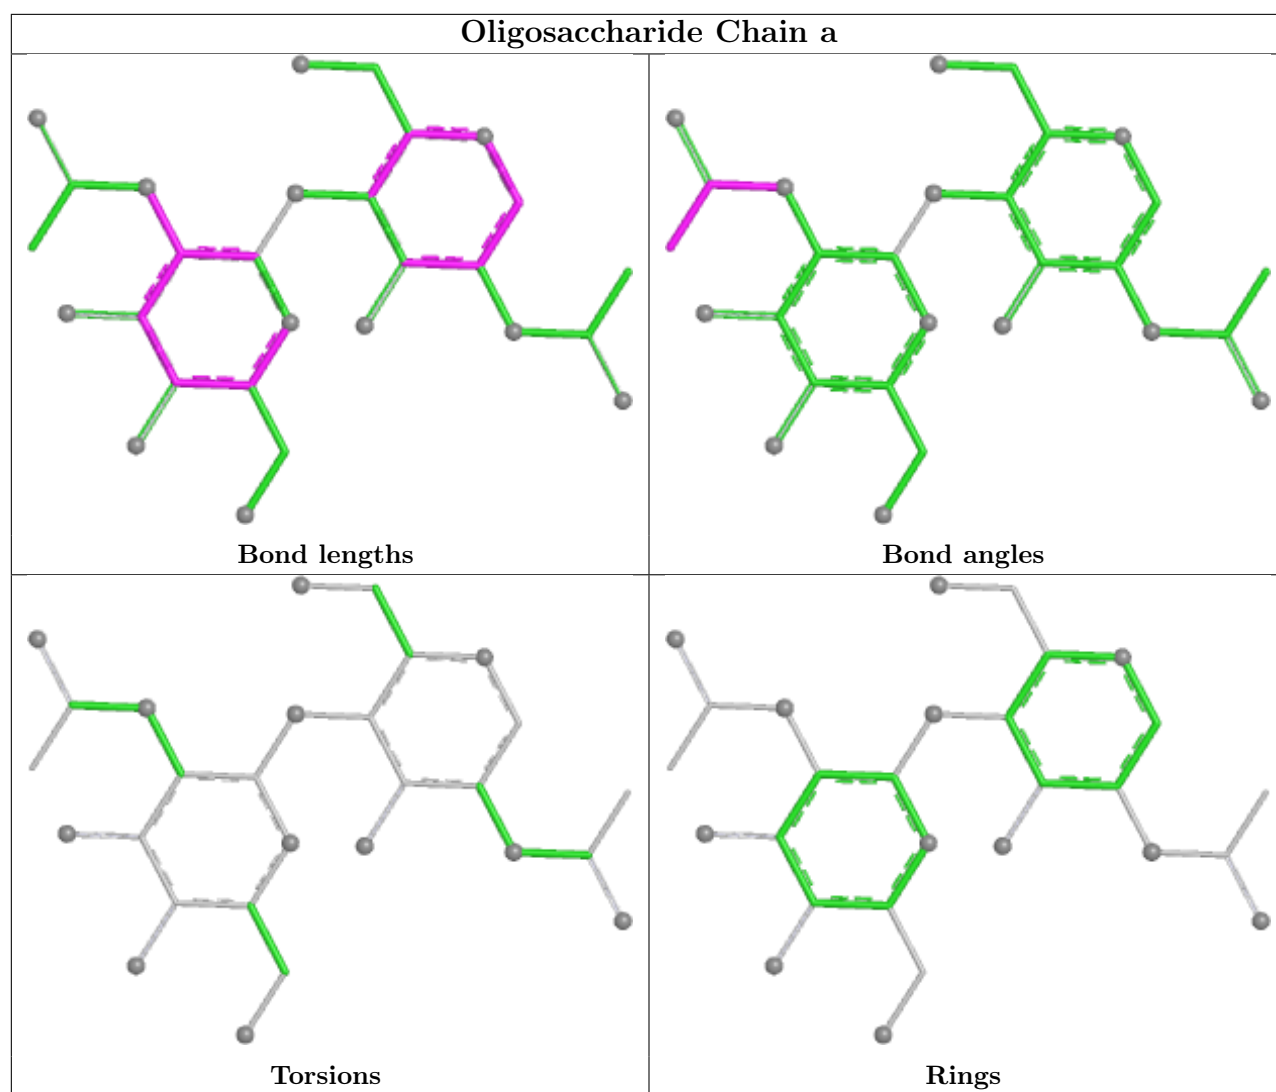 Oligosaccharide Chain a
Bond lengths
Bond angles
Torsions
Rings